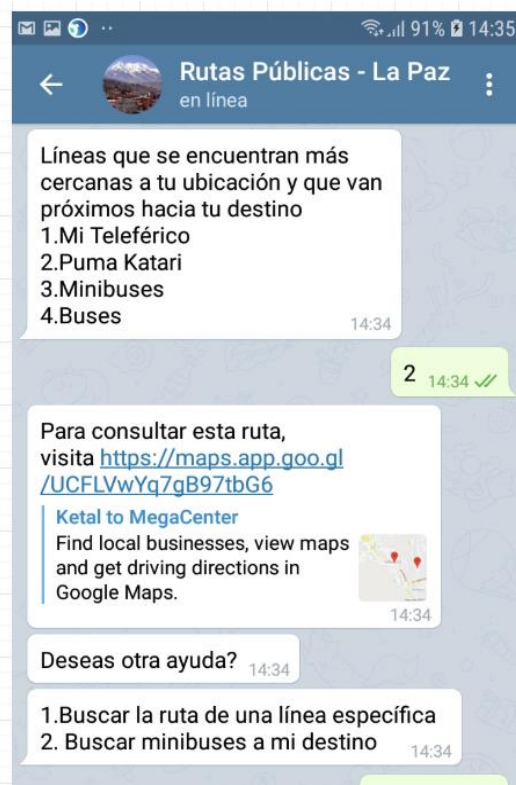 91% 14:35
Rutas Públicas - La Paz
en línea
Líneas que se encuentran más
cercanas a tu ubicación y que van
próximos hacia tu destino
1.Mi Teleférico
2.Puma Katari
3.Minibuses
4.Buses
14:34
2 14:34
Para consultar esta ruta,
visita https://maps.app.goo.gl
/UCFLVwYq7gB97tbG6
Ketal to MegaCenter
Find local businesses, view maps
and get driving directions in
Google Maps.
14:34
Deseas otra ayuda? 14:34
1.Buscar la ruta de una línea específica
2. Buscar minibuses a mi destino 14:34